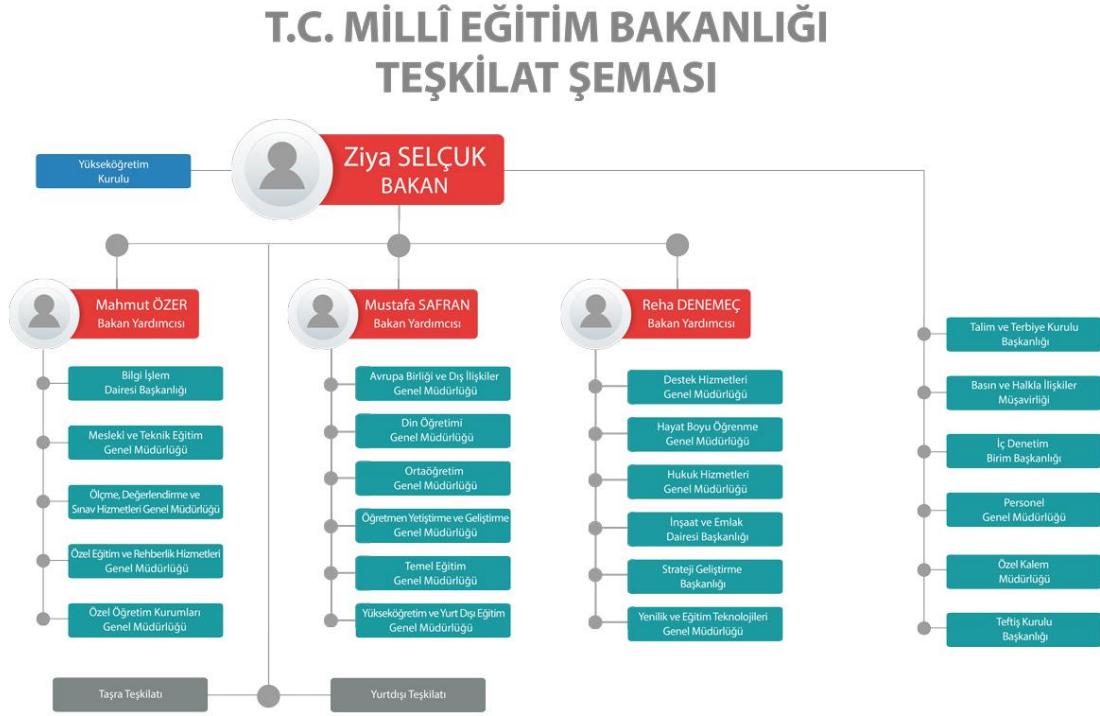 T.C. MİLLÎ EĞİTİM BAKANLIĞI
TEŞKİLAT ŞEMASI
Yükseköğretim
Kurulu
Ziya SELÇUK
BAKAN
Mahmut ÖZER
Bakan Yardımcısı
Bilgi İşlem
Dairesi Başkanlığı
Meslekî ve Teknik Eğitim
Genel Müdürlüğü
Ölçme, Değerlendirme ve
Sınav Hizmetleri Genel Müdürlüğü
Özel Eğitim ve Rehberlik Hizmetleri
Genel Müdürlüğü
Özel Öğretim Kurumları
Genel Müdürlüğü
Mustafa SAFRAN
Bakan Yardımcısı
Avrupa Birliği ve Dış İlişkiler
Genel Müdürlüğü
Din Öğretimi
Genel Müdürlüğü
Ortaöğretim
Genel Müdürlüğü
Öğretmen Yetiştirme ve Geliştirme
Genel Müdürlüğü
Temel Eğitim
Genel Müdürlüğü
Yükseköğretim ve Yurt Dışı Eğitim
Genel Müdürlüğü
Reha DENEMEÇ
Bakan Yardımcısı
Destek Hizmetleri
Genel Müdürlüğü
Hayat Boyu Öğrenme
Genel Müdürlüğü
Hukuk Hizmetleri
Genel Müdürlüğü
İnşaat ve Emlak
Dairesi Başkanlığı
Strateji Geliştirme
Başkanlığı
Yenilik ve Eğitim Teknolojileri
Genel Müdürlüğü
Talim ve Terbiye Kurulu
Başkanlığı
Basın ve Halkla İlişkiler
Müşavirliği
İç Denetim
Birim Başkanlığı
Personel
Genel Müdürlüğü
Özel Kalem
Müdürlüğü
Teftiş Kurulu
Başkanlığı
Taşra Teşkilatı
Yurtdışı Teşkilatı